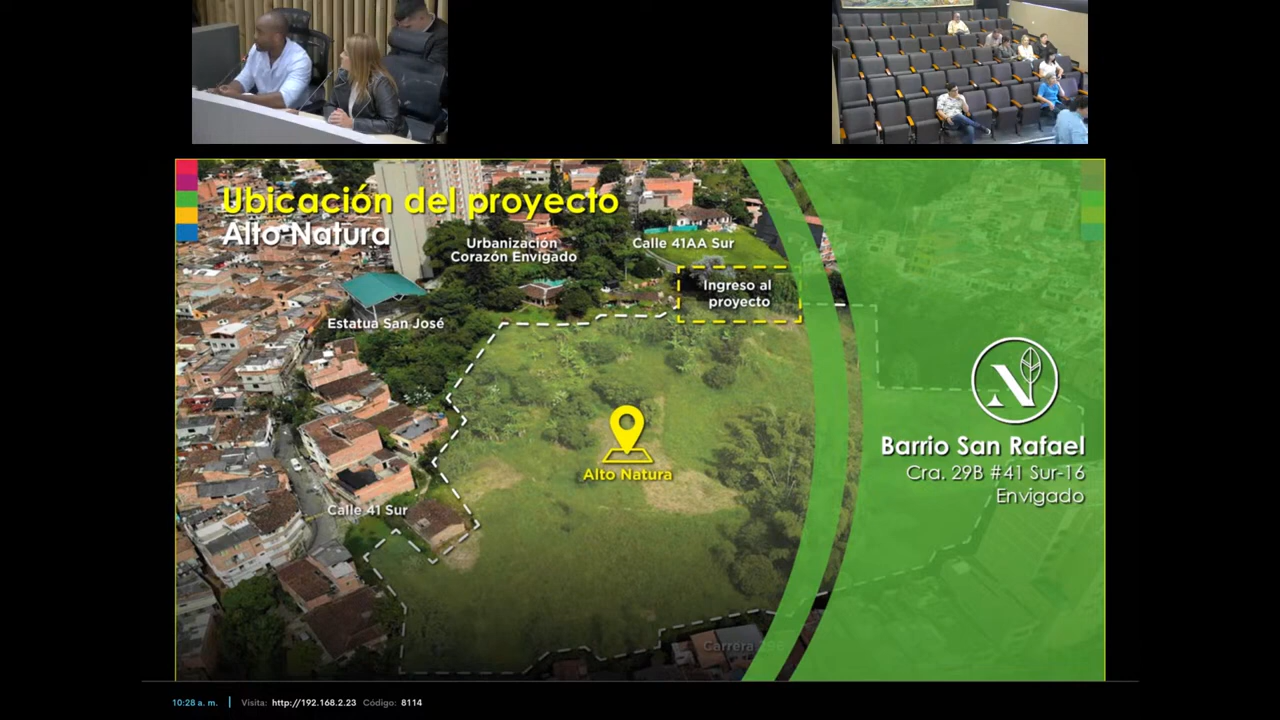 Ubicación del proyecto
Alto Natura
Urbanización
Corazón Envigado
Calle 41AA Sur
Ingreso al
proyecto
Estatua San José
N
Barrio San Rafael
Cra. 29B #41 Sur-16
Envigado
Alto Natura
Calle 41 Sur
Carrera 29B
10:28 a. m. | Visita: http://192.168.2.23 Código: 8114